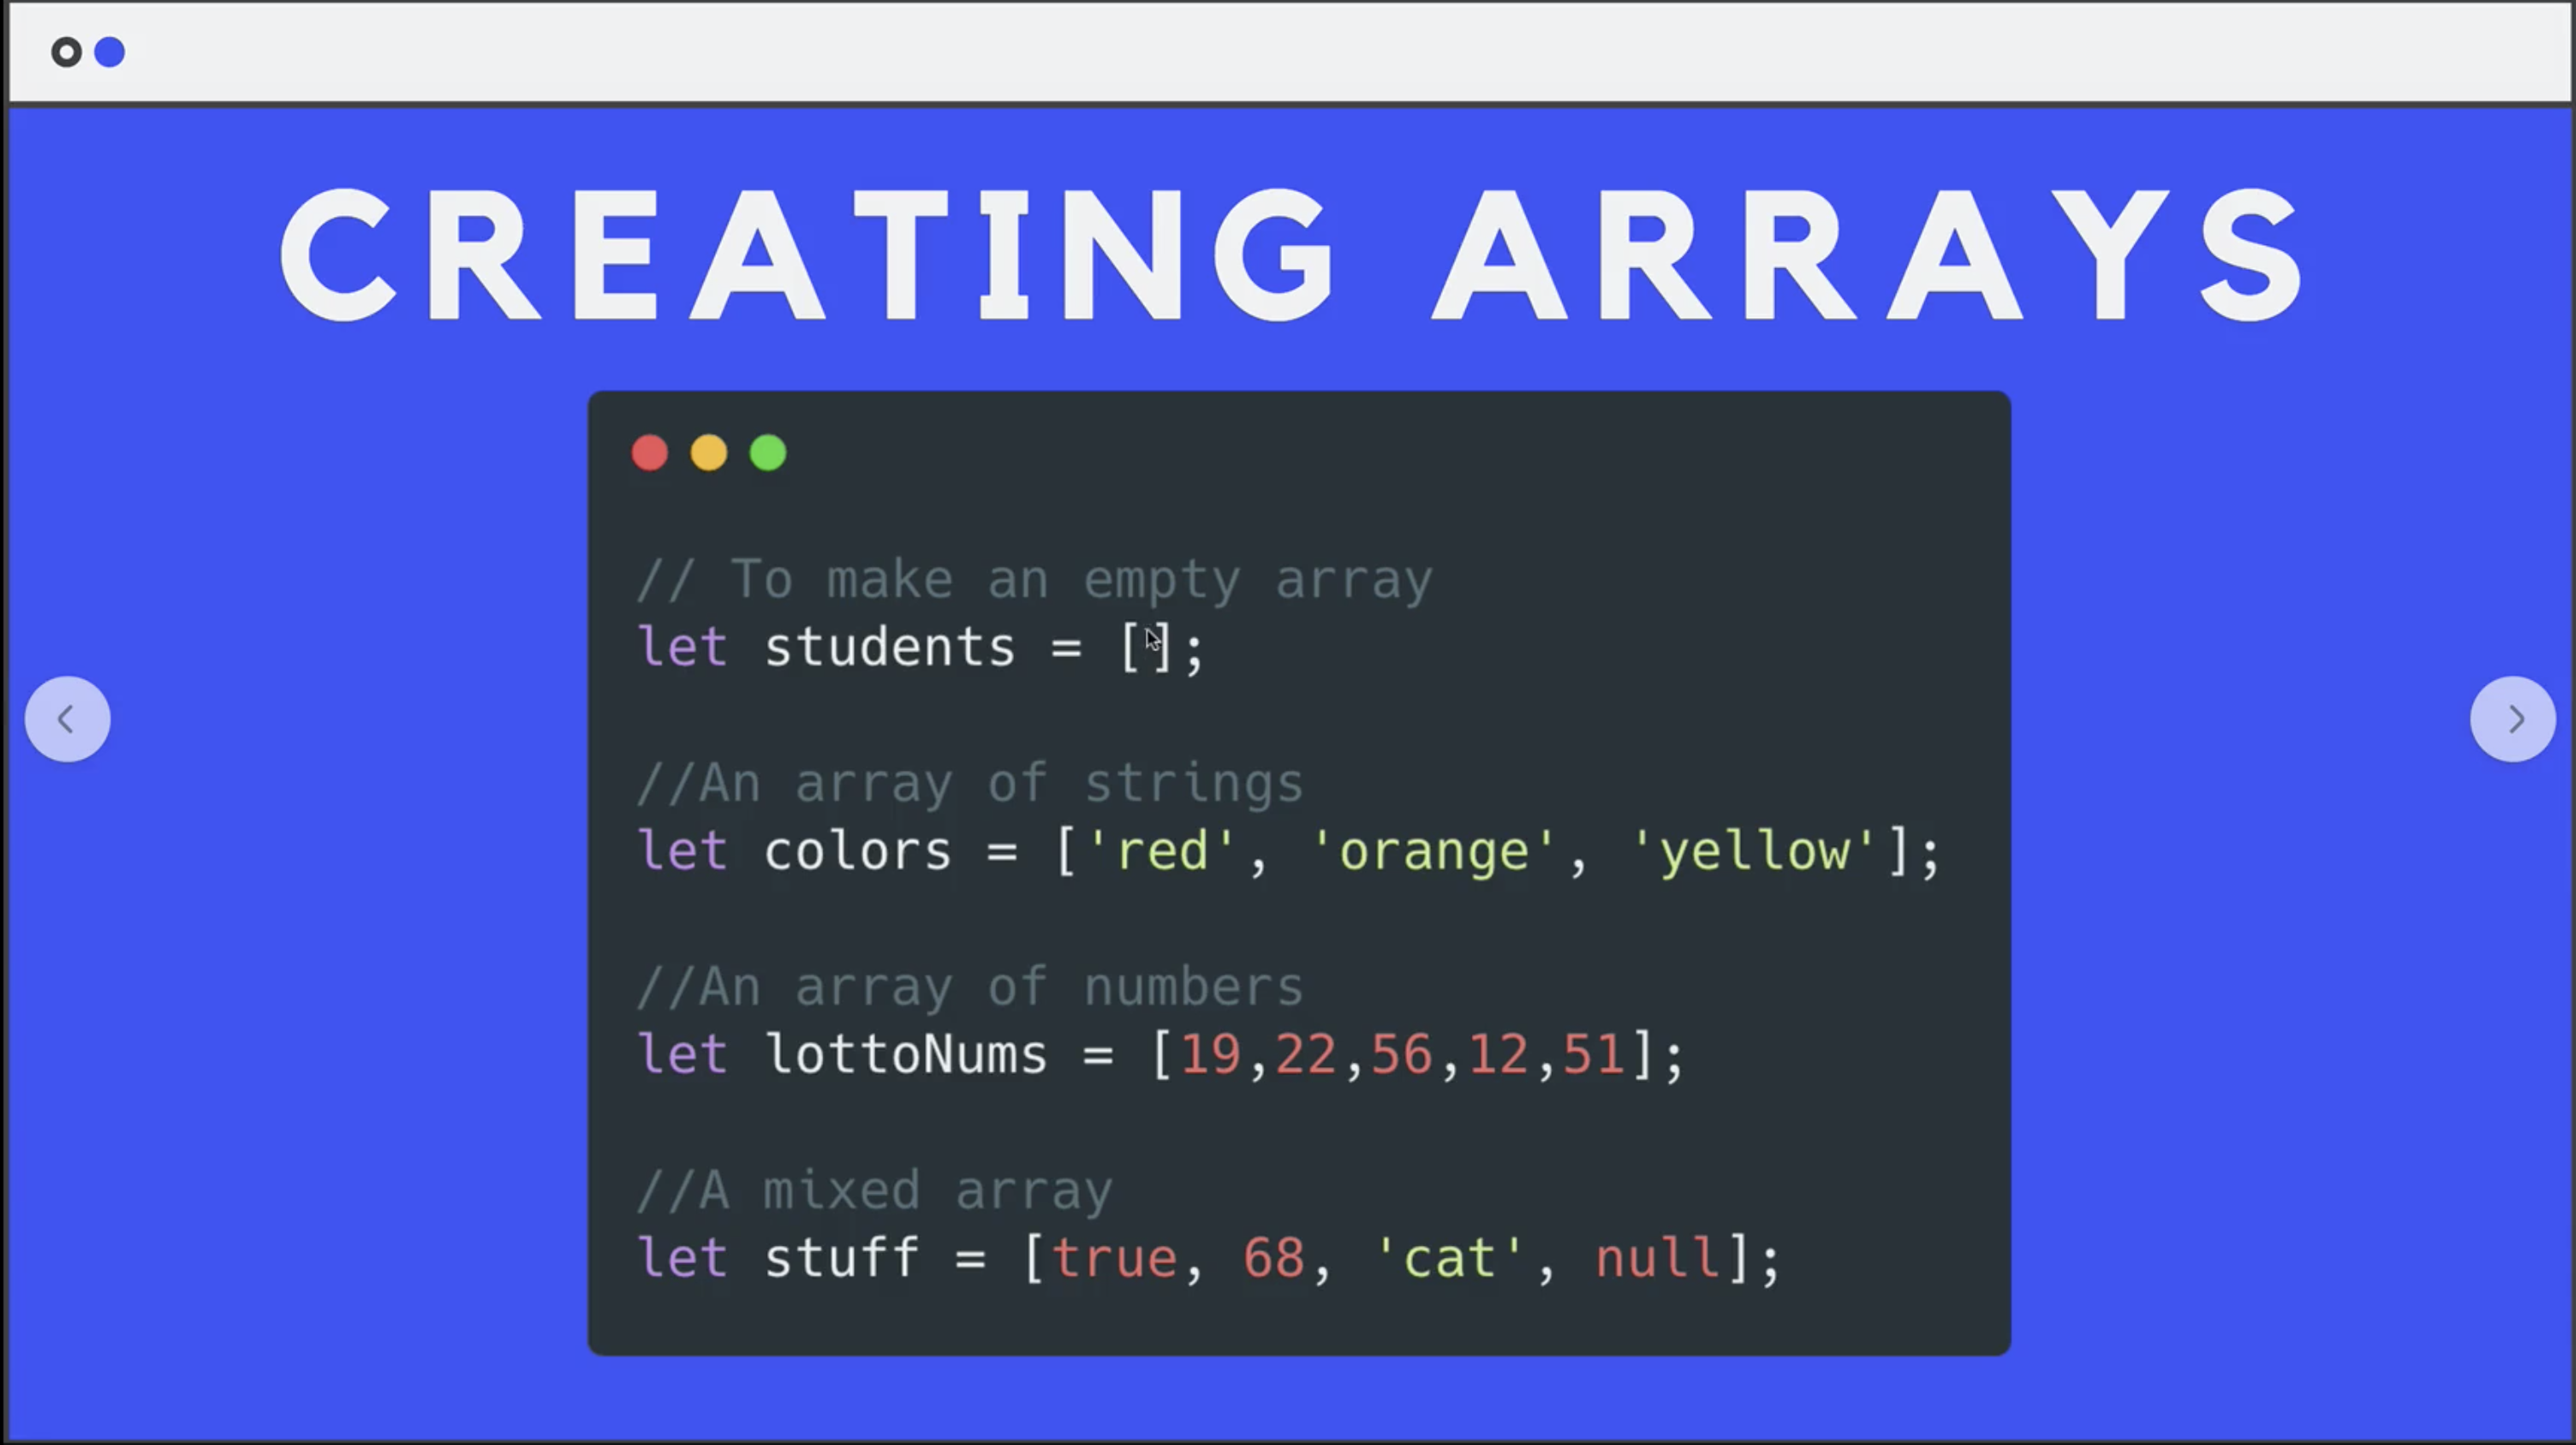 CREATING ARRAYS
// To make an empty array
let students = [];
//An array of strings
let colors = ['red', 'orange', 'yellow'];
//An array of numbers
let lottoNums = [19,22,56,12,51];
//A mixed array
let stuff = [true, 68, 'cat', null];